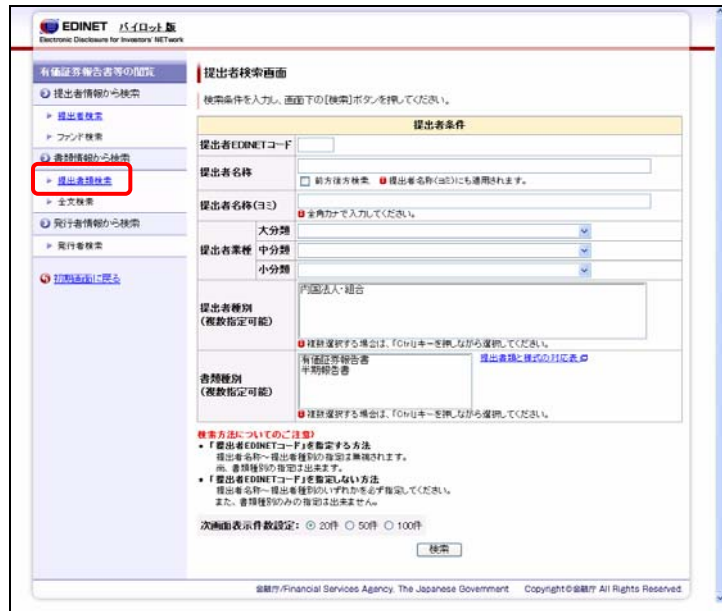 EDINET パイロット版
Electronic Disclosure for Investors' NETwork
有価証券報告書等の閲覧
提出者情報から検索
提出者検索
ファンド検索
書類情報から検索
提出書類検索
全文検索
発行者情報から検索
発行者検索
初期画面に戻る
提出者検索画面
検索条件を入力し、画面下の[検索]ボタンを押してください。
提出者条件
提出者EDINETコード
提出者名称
前方後方検索 提出者名称(ヨミ)にも適用されます。
提出者名称(ヨミ)
全角カナで入力してください。
提出者業種
大分類
中分類
小分類
提出者種別
(複数指定可能)
内国法人・組合
複数選択する場合は、「Ctrl」キーを押しながら選択してください。
書類種別
(複数指定可能)
有価証券報告書
半期報告書
提出書類と様式の対応表
複数選択する場合は、「Ctrl」キーを押しながら選択してください。
検索方法についてのご注意)
・「提出者EDINETコード」を指定する方法
提出者名称～提出者種別の指定は無視されます。
尚、書類種別の指定は出来ます。
・「提出者EDINETコード」を指定しない方法
提出者名称～提出者種別のいずれかを必ず指定してください。
また、書類種別のみの指定は出来ません。
次画面表示件数設定： 20件 50件 100件
検索
金融庁/Financial Services Agency, The Japanese Government Copyright©金融庁 All Rights Reserved.